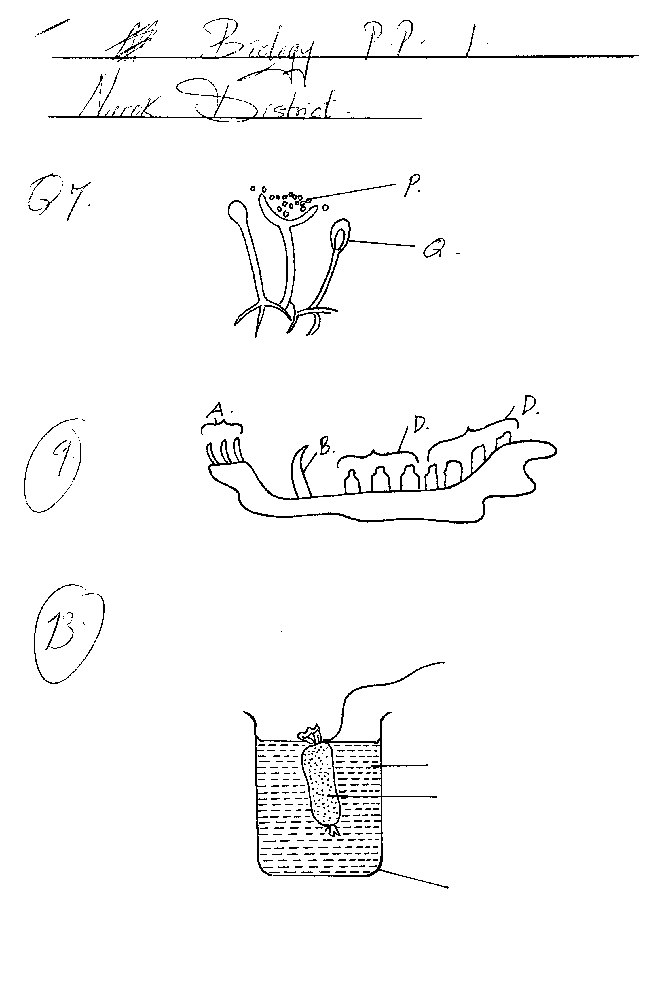 Biology P.P. 1.
Narok District..
Q7.
P.
Q.
9.
A.
B.
D.
D.
13.